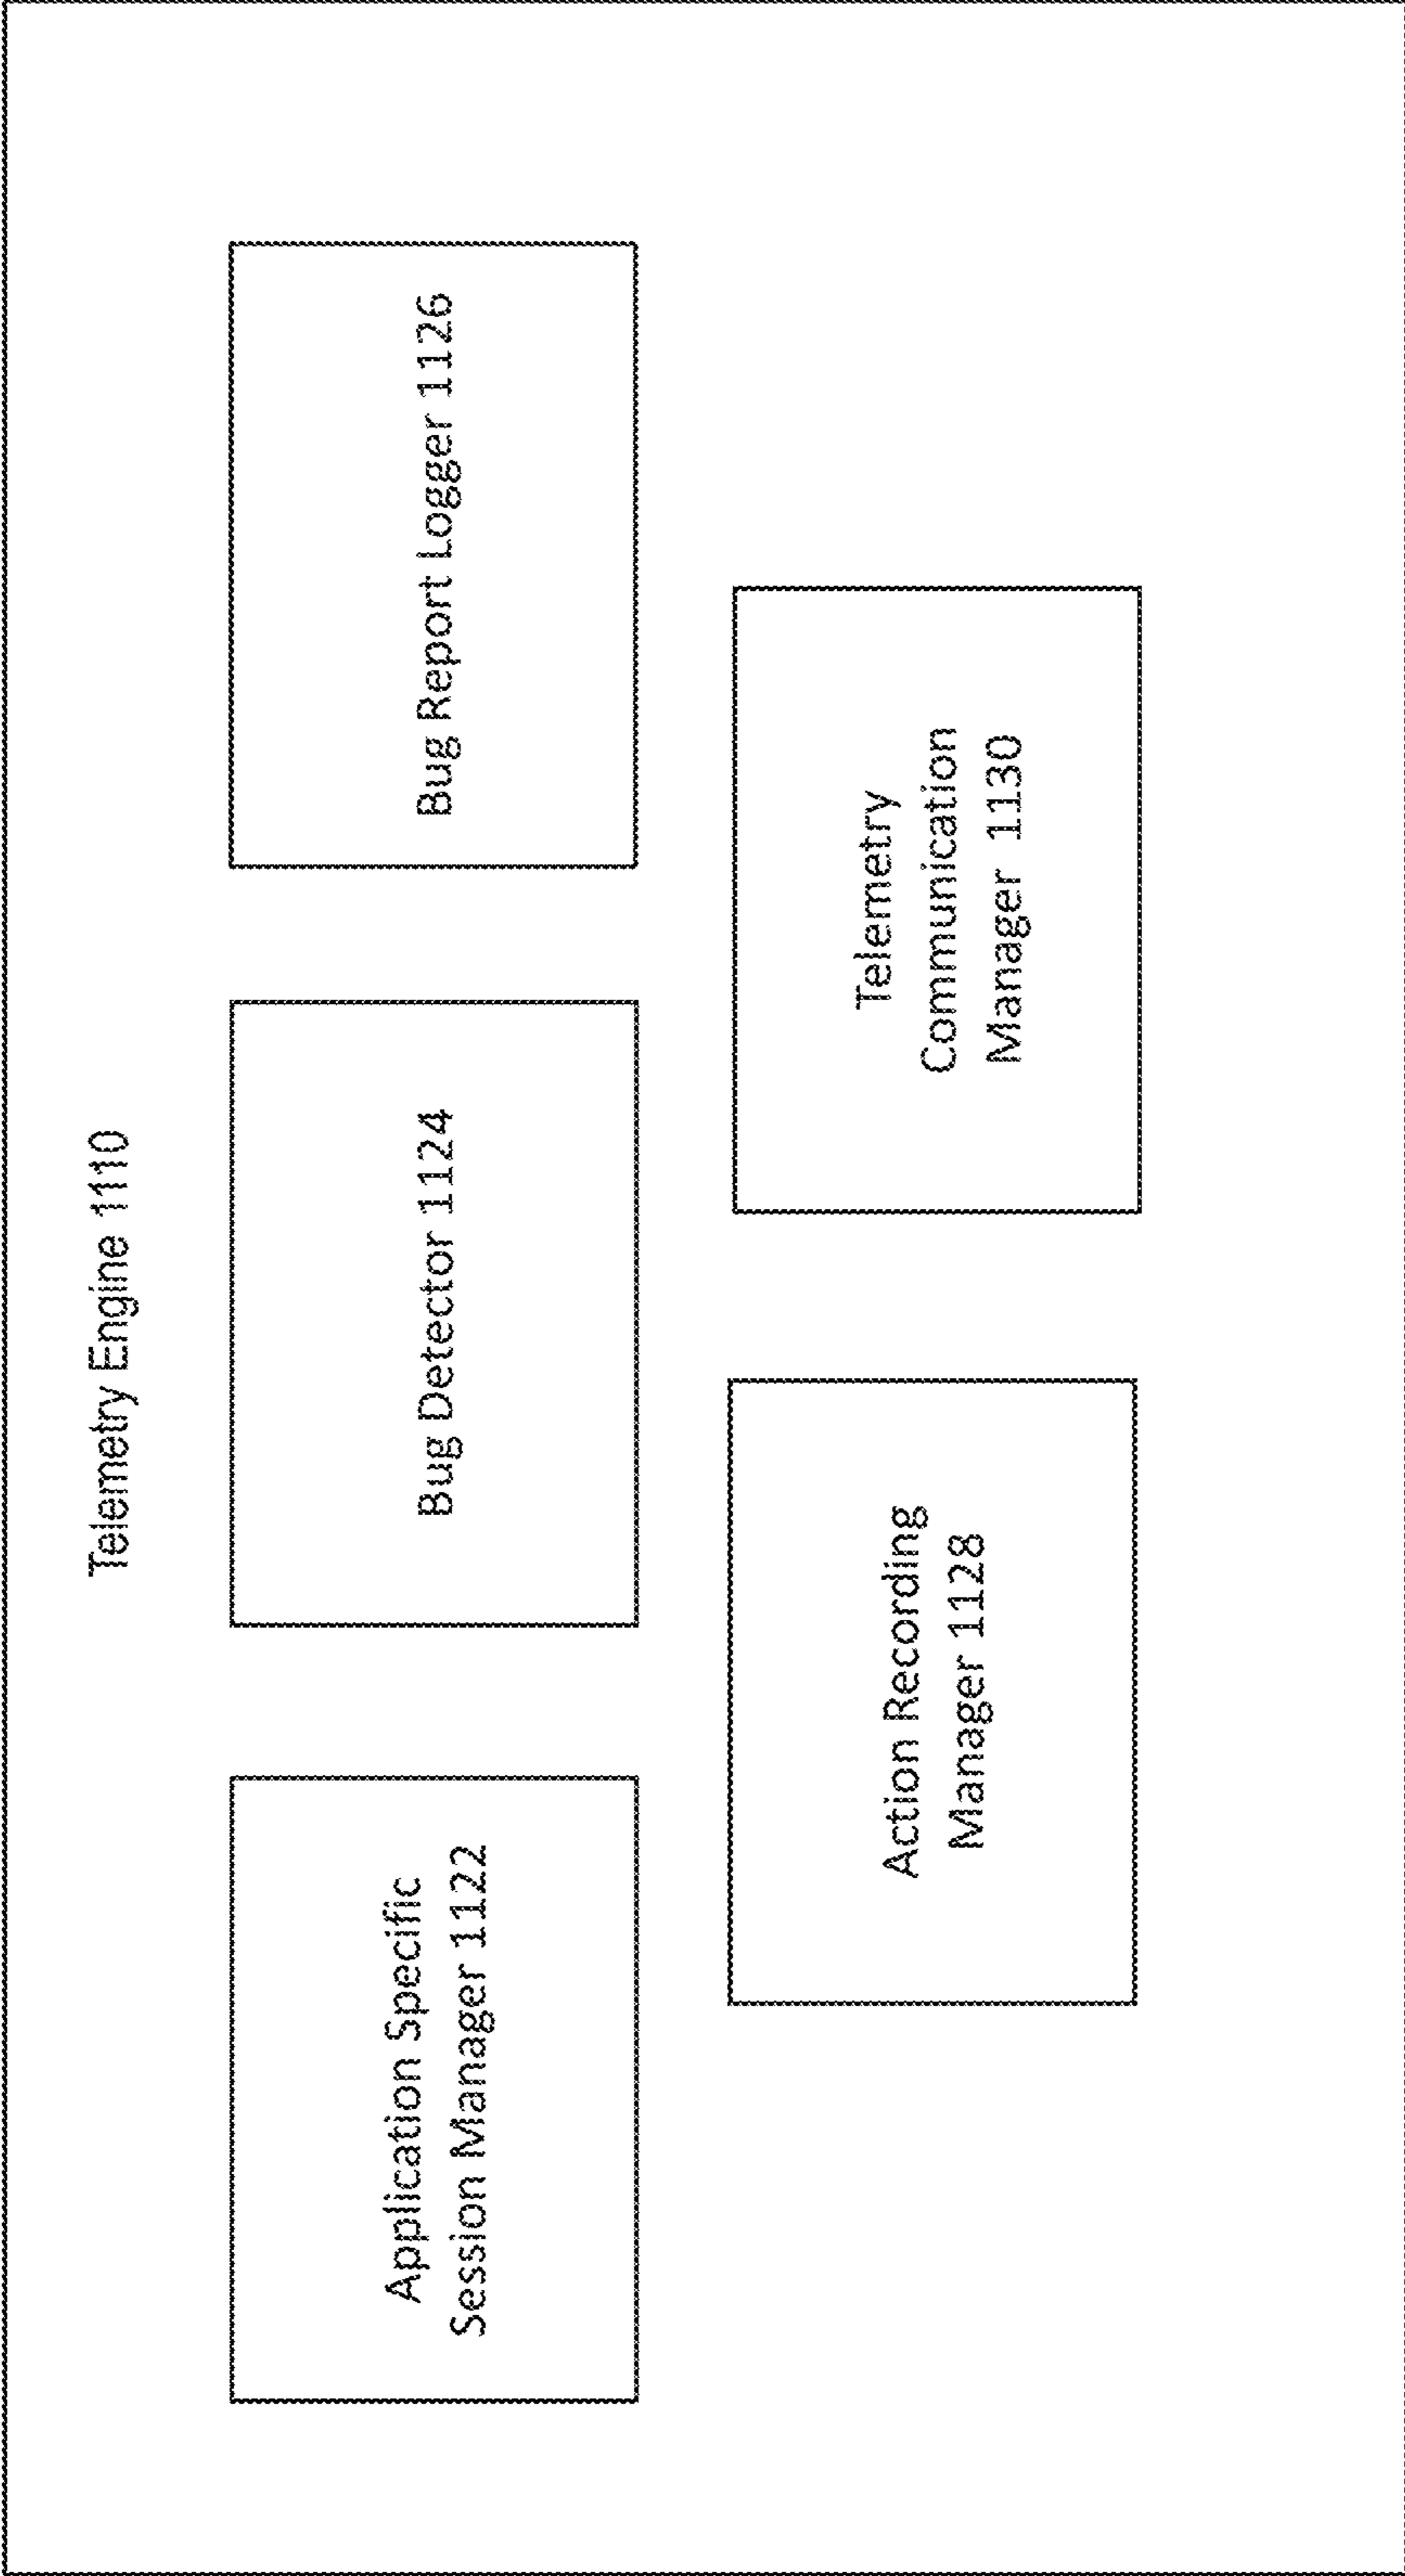 Telemetry Engine 1110
Application Specific
Session Manager 1122
Bug Detector 1124
Bug Report Logger 1126
Action Recording
Manager 1128
Telemetry
Communication
Manager 1130